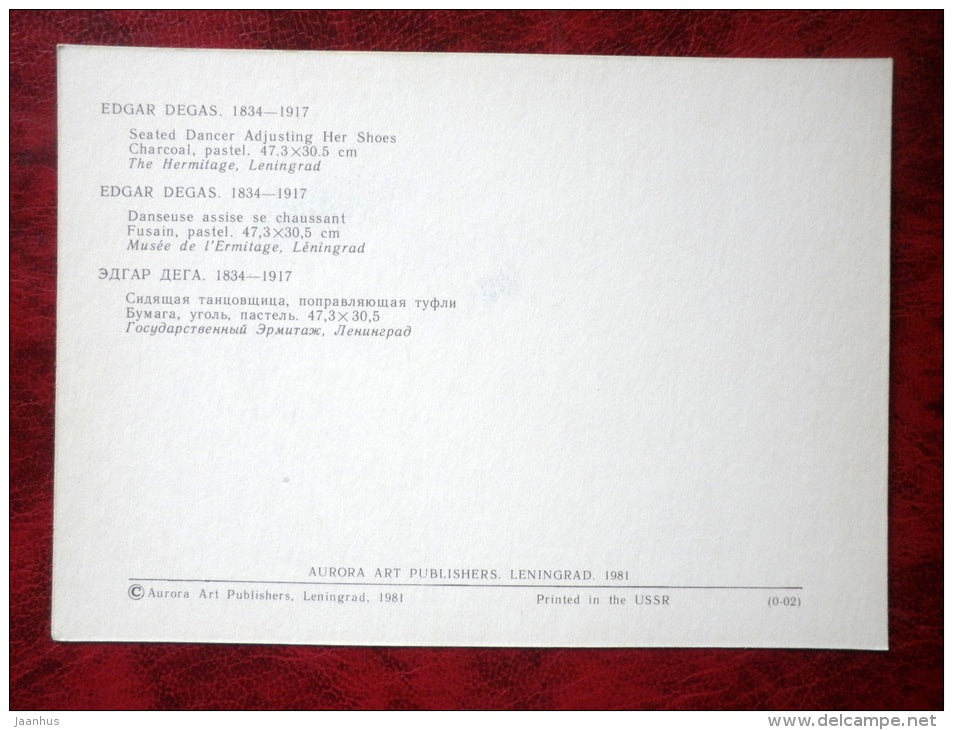 EDGAR DEGAS. 1834—1917
Seated Dancer Adjusting Her Shoes
Charcoal, pastel. 47.3×30.5 cm
The Hermitage, Leningrad
EDGAR DEGAS. 1834—1917
Danseuse assise se chaussant
Fusain, pastel. 47,3×30,5 cm
Musée de l'Ermitage, Léningrad
ЭДГАР ДЕГА. 1834—1917
Сидящая танцовщица, поправляющая туфли
Бумага, уголь, пастель. 47,3×30,5
Государственный Эрмитаж, Ленинград
AURORA ART PUBLISHERS. LENINGRAD. 1981
© Aurora Art Publishers, Leningrad, 1981 Printed in the USSR (0-02)
jaanhus www.delcampe.net